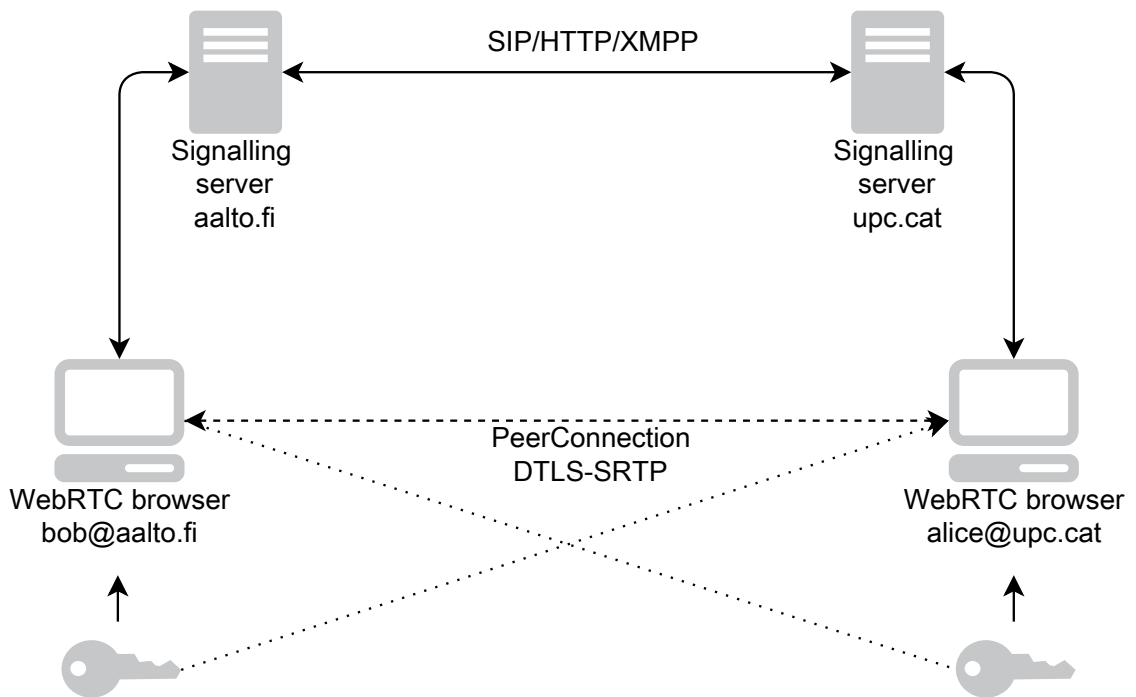 SIP/HTTP/XMPP
Signalling
server
aalto.fi
Signalling
server
upc.cat
PeerConnection
DTLS-SRTP
WebRTC browser
bob@aalto.fi
WebRTC browser
alice@upc.cat